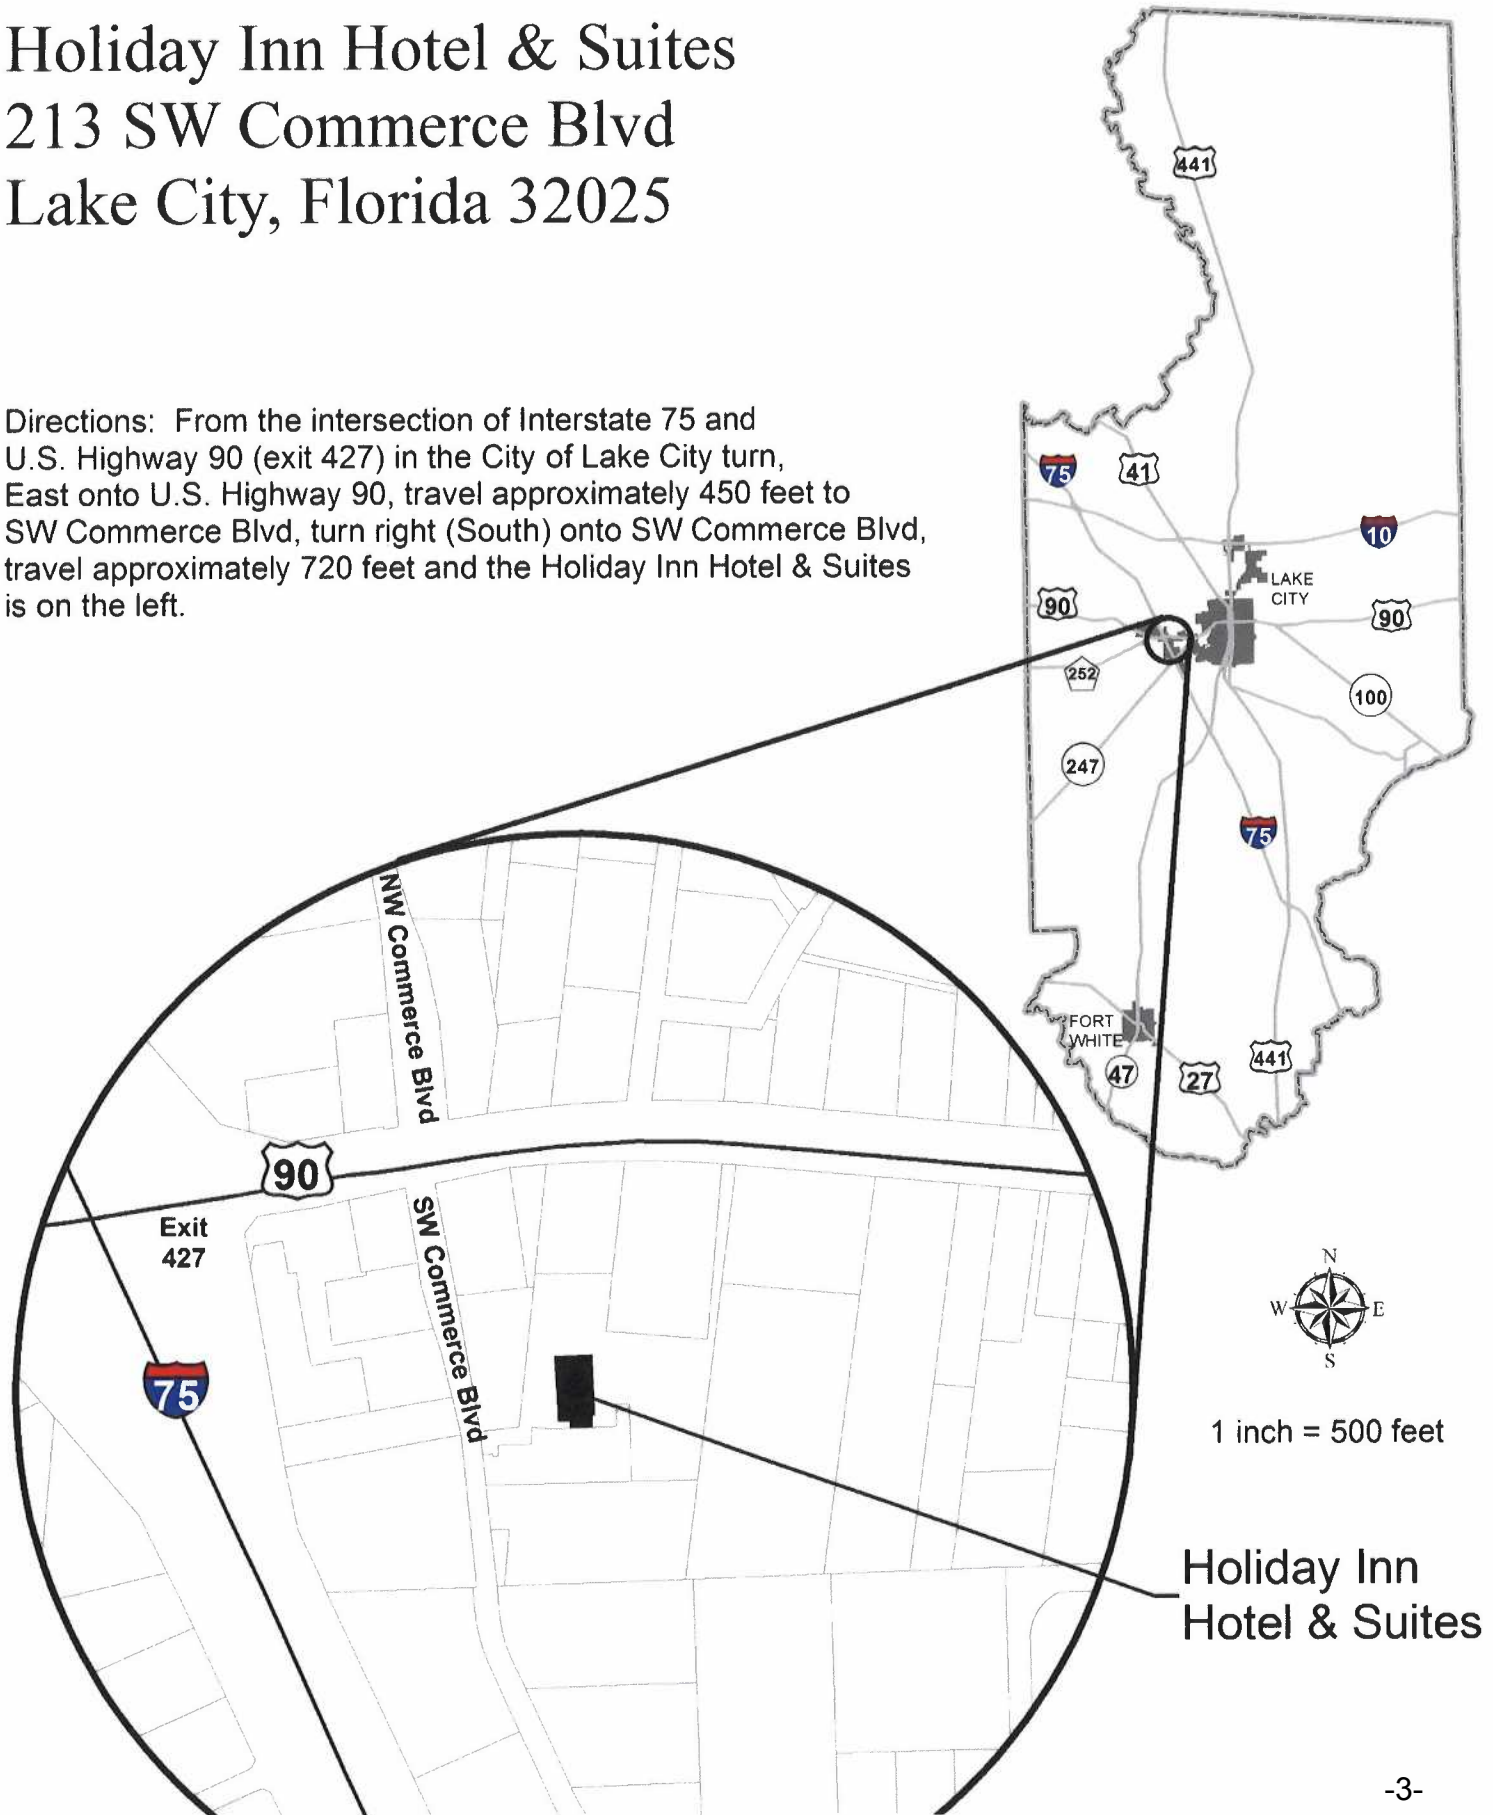 Holiday Inn Hotel & Suites
213 SW Commerce Blvd
Lake City, Florida 32025
Directions: From the intersection of Interstate 75 and
U.S. Highway 90 (exit 427) in the City of Lake City turn,
East onto U.S. Highway 90, travel approximately 450 feet to
SW Commerce Blvd, turn right (South) onto SW Commerce Blvd,
travel approximately 720 feet and the Holiday Inn Hotel & Suites
is on the left.
441
75
41
10
LAKE
CITY
90
90
252
100
247
75
FORT
WHITE
47
27
441
NW Commerce Blvd
90
Exit
427
SW Commerce Blvd
75
N
W
E
S
1 inch = 500 feet
Holiday Inn
Hotel & Suites
-3-